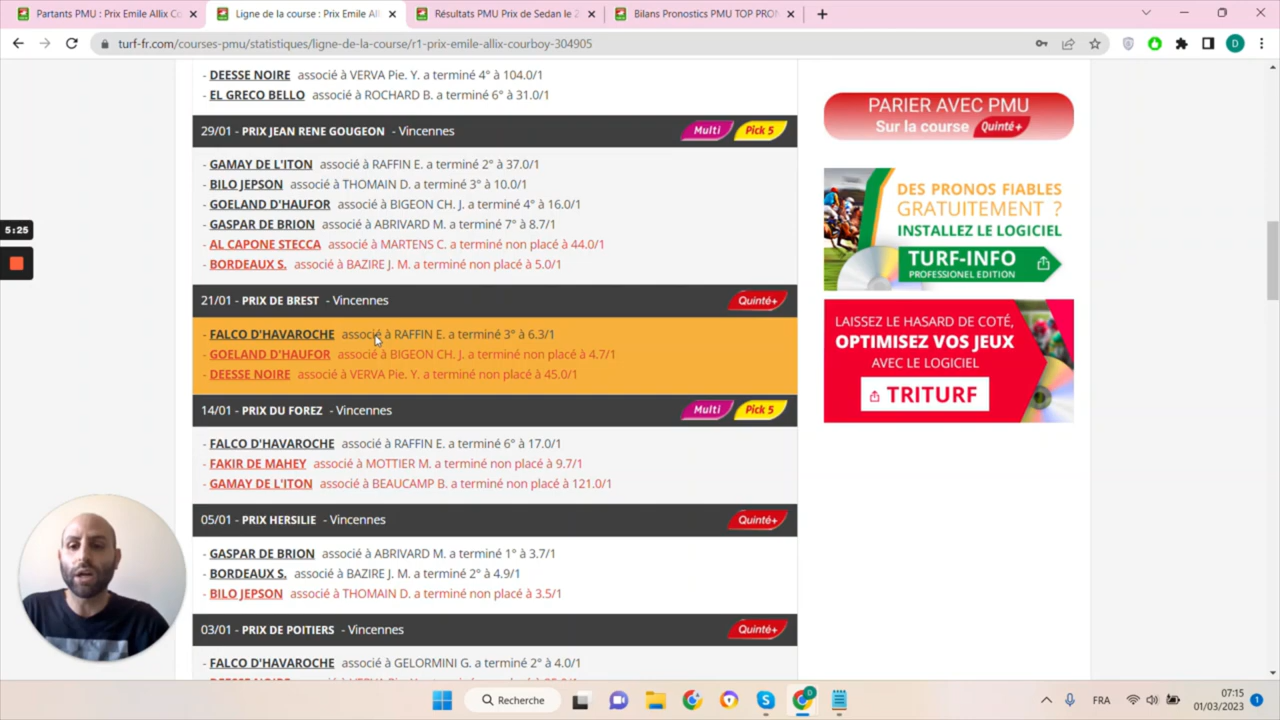 Partants PMU : Prix Emile Allix Co
Ligne de la course : Prix Emile All
Résultats PMU Prix de Sedan le 2
Bilans Pronostics PMU TOP PRON
turf-fr.com/courses-pmu/statistiques/ligne-de-la-course/r1-prix-emile-allix-courboy-304905
D
- DEESSE NOIRE associé à VERVA Pie. Y. a terminé 4° à 104.0/1
- EL GRECO BELLO associé à ROCHARD B. a terminé 6° à 31.0/1
29/01 - PRIX JEAN RENE GOUGEON - Vincennes Multi Pick 5
- GAMAY DE L'ITON associé à RAFFIN E. a terminé 2° à 37.0/1
- BILO JEPSON associé à THOMAIN D. a terminé 3° à 10.0/1
- GOELAND D'HAUFOR associé à BIGEON CH. J. a terminé 4° à 16.0/1
- GASPAR DE BRION associé à ABRIVARD M. a terminé 7° à 8.7/1
- AL CAPONE STECCA associé à MARTENS C. a terminé non placé à 44.0/1
- BORDEAUX S. associé à BAZIRE J. M. a terminé non placé à 5.0/1
21/01 - PRIX DE BREST - Vincennes Quinté+
- FALCO D'HAVAROCHE associé à RAFFIN E. a terminé 3° à 6.3/1
- GOELAND D'HAUFOR associé à BIGEON CH. J. a terminé non placé à 4.7/1
- DEESSE NOIRE associé à VERVA Pie. Y. a terminé non placé à 45.0/1
14/01 - PRIX DU FOREZ - Vincennes Multi Pick 5
- FALCO D'HAVAROCHE associé à RAFFIN E. a terminé 6° à 17.0/1
- FAKIR DE MAHEY associé à MOTTIER M. a terminé non placé à 9.7/1
- GAMAY DE L'ITON associé à BEAUCAMP B. a terminé non placé à 121.0/1
05/01 - PRIX HERSILIE - Vincennes Quinté+
- GASPAR DE BRION associé à ABRIVARD M. a terminé 1° à 3.7/1
- BORDEAUX S. associé à BAZIRE J. M. a terminé 2° à 4.9/1
- BILO JEPSON associé à THOMAIN D. a terminé non placé à 3.5/1
03/01 - PRIX DE POITIERS - Vincennes Quinté+
- FALCO D'HAVAROCHE associé à GELORMINI G. a terminé 2° à 4.0/1
PARIER AVEC PMU
Sur la course Quinté+
DES PRONOS FIABLES
GRATUITEMENT ?
INSTALLEZ LE LOGICIEL
TURF-INFO
PROFESSIONEL EDITION
LAISSEZ LE HASARD DE COTÉ,
OPTIMISEZ VOS JEUX
AVEC LE LOGICIEL
TRITURF
5:25
Recherche
D
FRA
07:15
01/03/2023
1